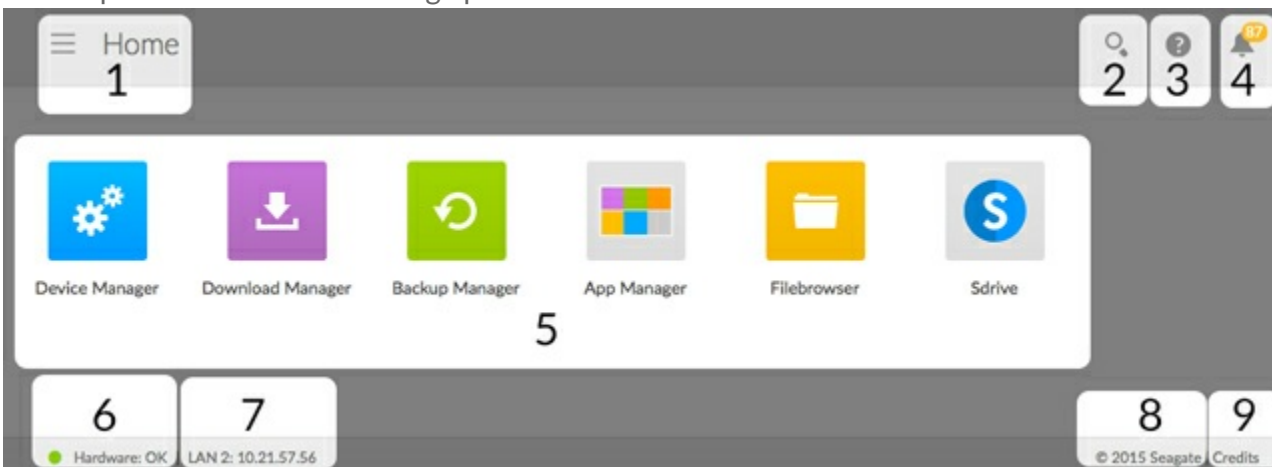 Home
1
2
3
87
4
S
Device Manager
Download Manager
Backup Manager
App Manager
Filebrowser
Sdrive
5
6
7
8
9
Hardware: OK
LAN 2: 10.21.57.56
© 2015 Seagate
Credits